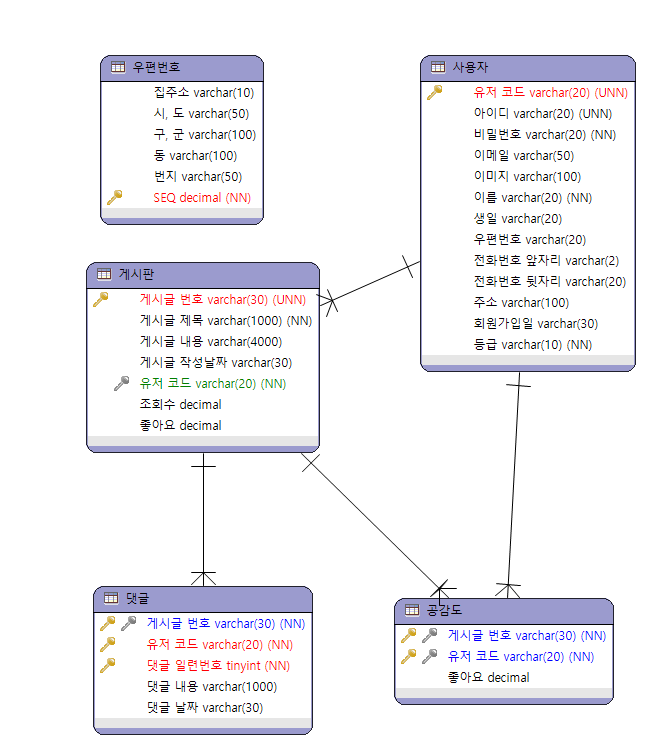 우편번호
집주소 varchar(10)
시, 도 varchar(50)
구, 군 varchar(100)
동 varchar(100)
번지 varchar(50)
SEQ decimal (NN)
사용자
유저 코드 varchar(20) (UNN)
아이디 varchar(20) (UNN)
비밀번호 varchar(20) (NN)
이메일 varchar(50)
이미지 varchar(100)
이름 varchar(20) (NN)
생일 varchar(20)
우편번호 varchar(20)
전화번호 앞자리 varchar(2)
전화번호 뒷자리 varchar(20)
주소 varchar(100)
회원가입일 varchar(30)
등급 varchar(10) (NN)
게시판
게시글 번호 varchar(30) (UNN)
게시글 제목 varchar(1000) (NN)
게시글 내용 varchar(4000)
게시글 작성날짜 varchar(30)
유저 코드 varchar(20) (NN)
조회수 decimal
좋아요 decimal
댓글
게시글 번호 varchar(30) (NN)
유저 코드 varchar(20) (NN)
댓글 일련번호 tinyint (NN)
댓글 내용 varchar(1000)
댓글 날짜 varchar(30)
공감도
게시글 번호 varchar(30) (NN)
유저 코드 varchar(20) (NN)
좋아요 decimal